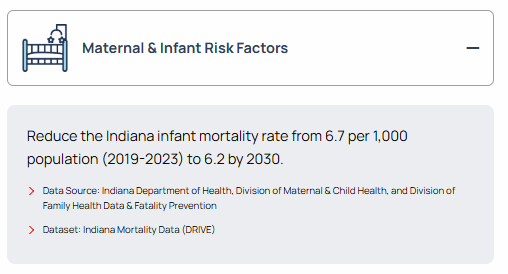 Maternal & Infant Risk Factors
Reduce the Indiana infant mortality rate from 6.7 per 1,000
population (2019-2023) to 6.2 by 2030.
Data Source: Indiana Department of Health, Division of Maternal & Child Health, and Division of
Family Health Data & Fatality Prevention
Dataset: Indiana Mortality Data (DRIVE)